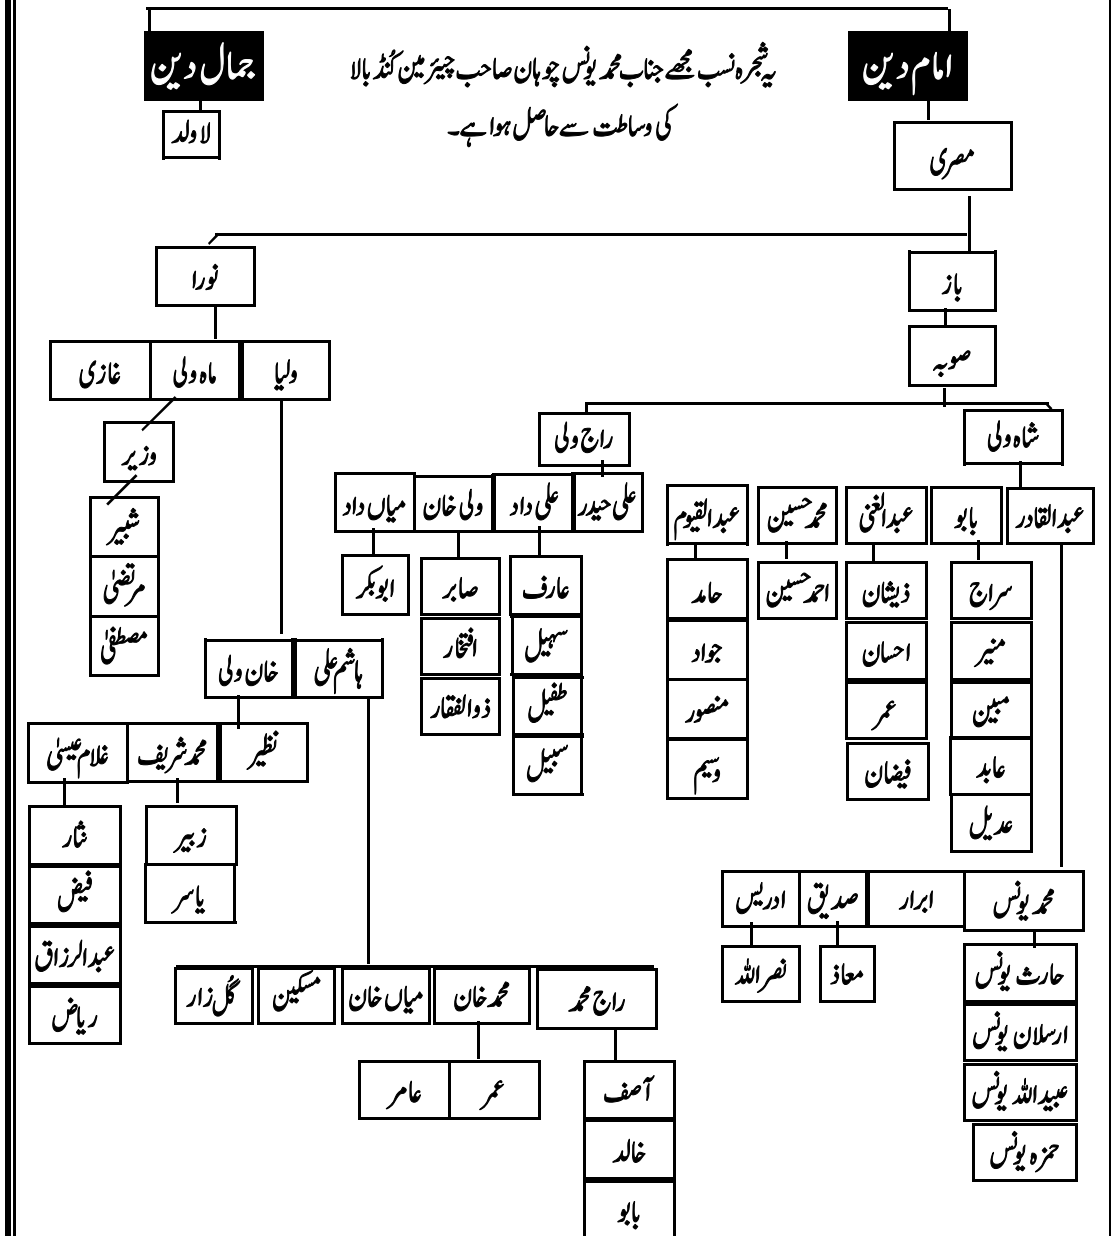 امام دین
یہ شجرہ نسب مجھے جناب محمد یونس چوہان صاحب چیئرمین کُنڈ بالا
کی وساطت سے حاصل ہوا ہے۔
جمال دین
لا ولد
مصری
باز
نورا
صوبہ
ولیا
ماہ ولی
غازی
شاہ ولی
راج ولی
وزیر
شبیر
مرتضیٰ
مصطفیٰ
عبدالقادر
بابو
عبدالغنی
محمد حسین
عبدالقیوم
علی حیدر
علی داد
ولی خان
میاں داد
سراج
منیر
مبین
عابد
عدیل
ذیشان
احسان
عمر
فیضان
احمد حسین
حامد
جواد
منصور
وسیم
عارف
سہیل
طفیل
سبیل
صابر
افتخار
ذوالفقار
ابوبکر
ہاشم علی
خان ولی
نظیر
محمد شریف
غلام عیسیٰ
زبیر
یاسر
نثار
فیض
عبدالرزاق
ریاض
محمد یونس
ابرار
صدیق
ادریس
حارث یونس
ارسلان یونس
عبیداللہ یونس
حمزہ یونس
معاذ
نصراللہ
راج محمد
محمد خان
میاں خان
مسکین
گُل زار
عمر
عامر
آصف
خالد
بابو